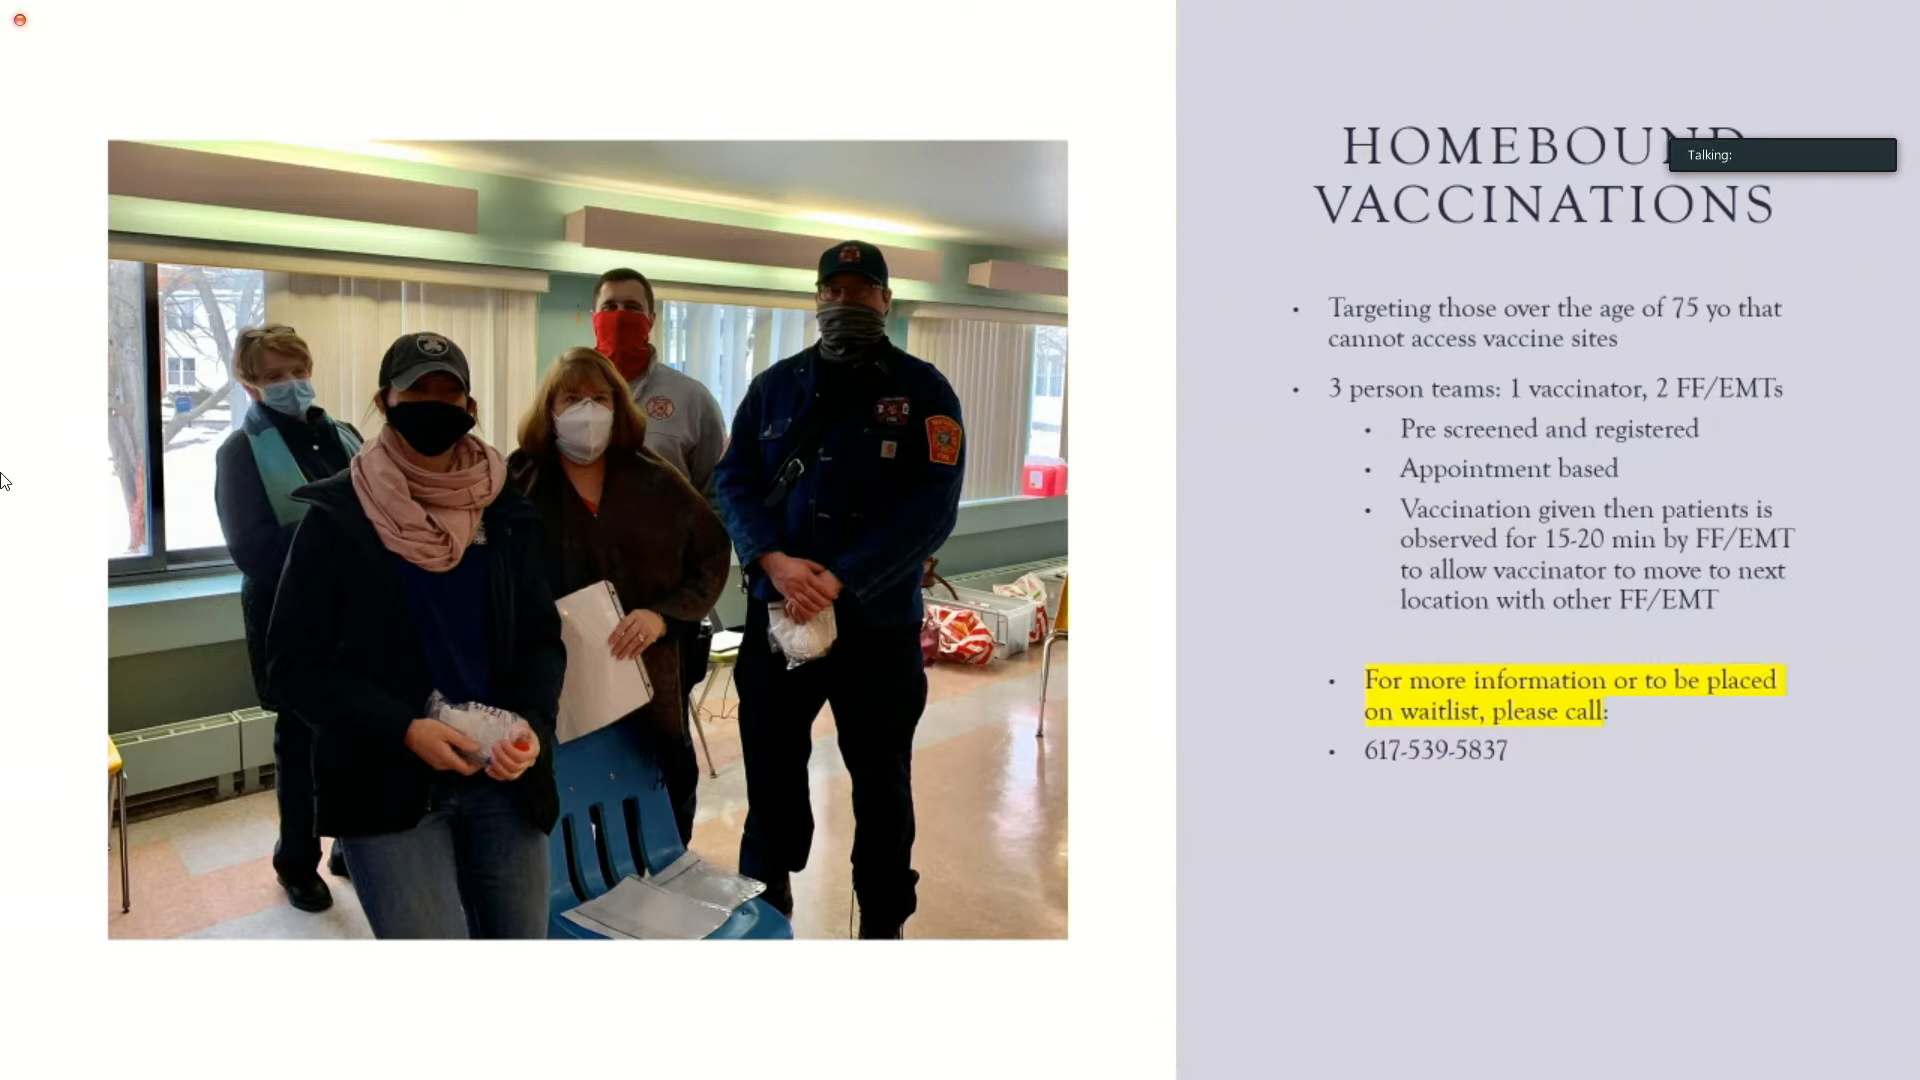 HOMEBOUND
Talking:
VACCINATIONS
• Targeting those over the age of 75 yo that
cannot access vaccine sites
• 3 person teams: 1 vaccinator, 2 FF/EMTs
• Pre screened and registered
• Appointment based
• Vaccination given then patients is
observed for 15-20 min by FF/EMT
to allow vaccinator to move to next
location with other FF/EMT
• For more information or to be placed
on waitlist, please call:
• 617-539-5837